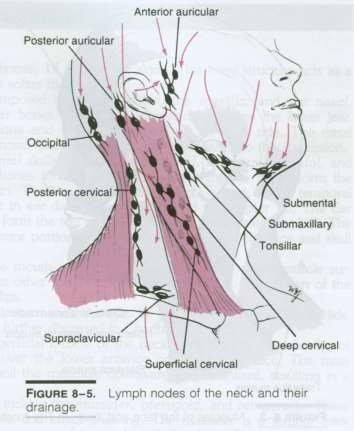 Anterior auricular
Posterior auricular
Occipital
Posterior cervical
Submental
Submaxillary
Tonsillar
Deep cervical
Supraclavicular
Superficial cervical
FIGURE 8–5. Lymph nodes of the neck and their
drainage.